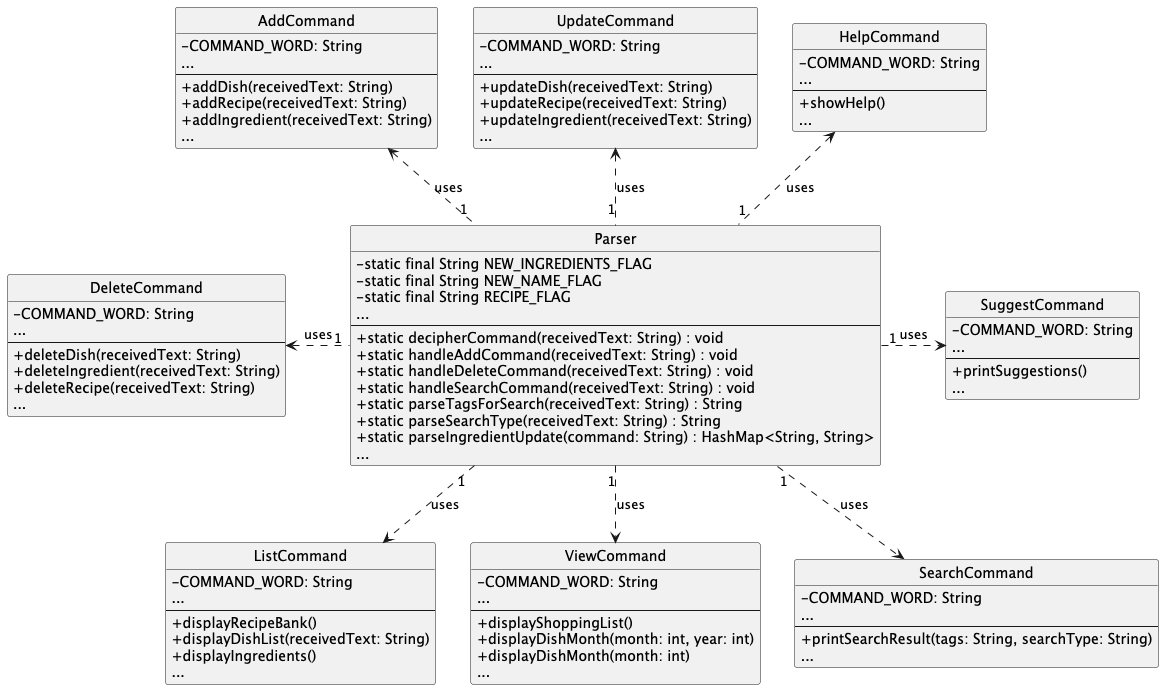 AddCommand
-COMMAND_WORD: String
...
+addDish(receivedText: String)
+addRecipe(receivedText: String)
+addIngredient(receivedText: String)
...
UpdateCommand
-COMMAND_WORD: String
...
+updateDish(receivedText: String)
+updateRecipe(receivedText: String)
+updateIngredient(receivedText: String)
...
HelpCommand
-COMMAND_WORD: String
...
+showHelp()
...
uses
1
uses
1
uses
1
Parser
-static final String NEW_INGREDIENTS_FLAG
-static final String NEW_NAME_FLAG
-static final String RECIPE_FLAG
...
+static decipherCommand(receivedText: String) : void
+static handleAddCommand(receivedText: String) : void
+static handleDeleteCommand(receivedText: String) : void
+static handleSearchCommand(receivedText: String) : void
+static parseTagsForSearch(receivedText: String) : String
+static parseSearchType(receivedText: String) : String
+static parseIngredientUpdate(command: String) : HashMap<String, String>
...
DeleteCommand
-COMMAND_WORD: String
...
+deleteDish(receivedText: String)
+deleteIngredient(receivedText: String)
+deleteRecipe(receivedText: String)
...
uses 1
1 uses
SuggestCommand
-COMMAND_WORD: String
...
+printSuggestions()
...
1
uses
1
uses
1
uses
ListCommand
-COMMAND_WORD: String
...
+displayRecipeBank()
+displayDishList(receivedText: String)
+displayIngredients()
...
ViewCommand
-COMMAND_WORD: String
...
+displayShoppingList()
+displayDishMonth(month: int, year: int)
+displayDishMonth(month: int)
...
SearchCommand
-COMMAND_WORD: String
...
+printSearchResult(tags: String, searchType: String)
...